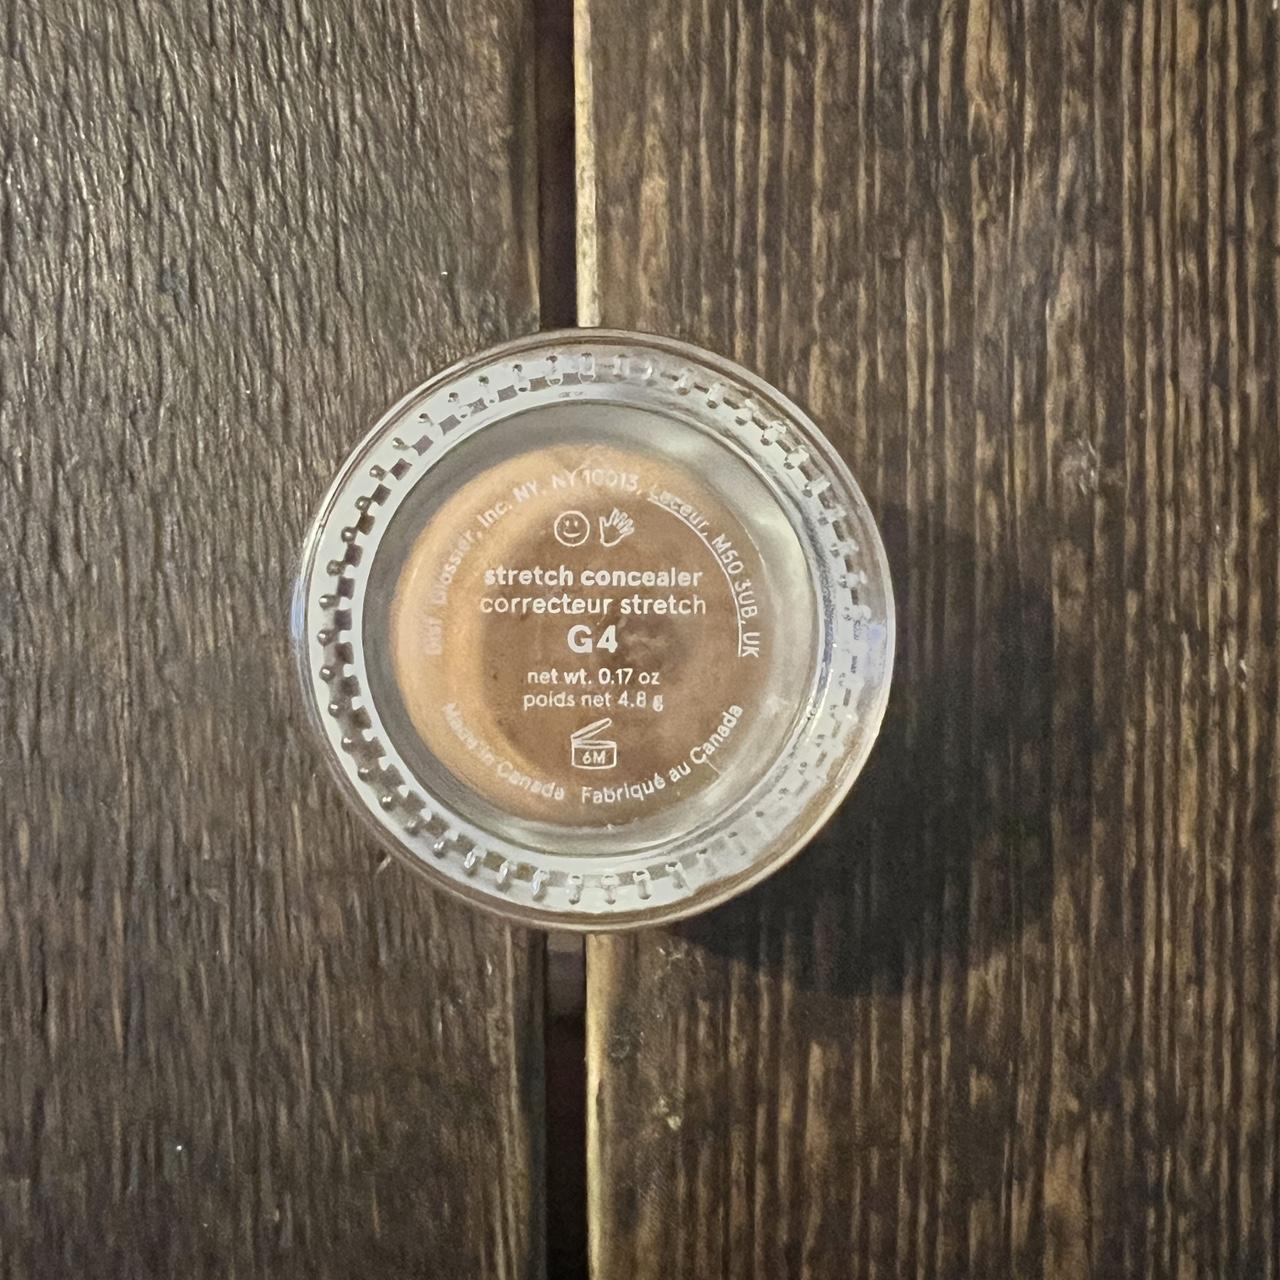 Dist. Glossier, Inc. NY, NY 10013, Leceur, M50 3UB, UK
stretch concealer
correcteur stretch
G4
net wt. 0.17 oz
poids net 4.8 g
6M
Made in Canada Fabriqué au Canada